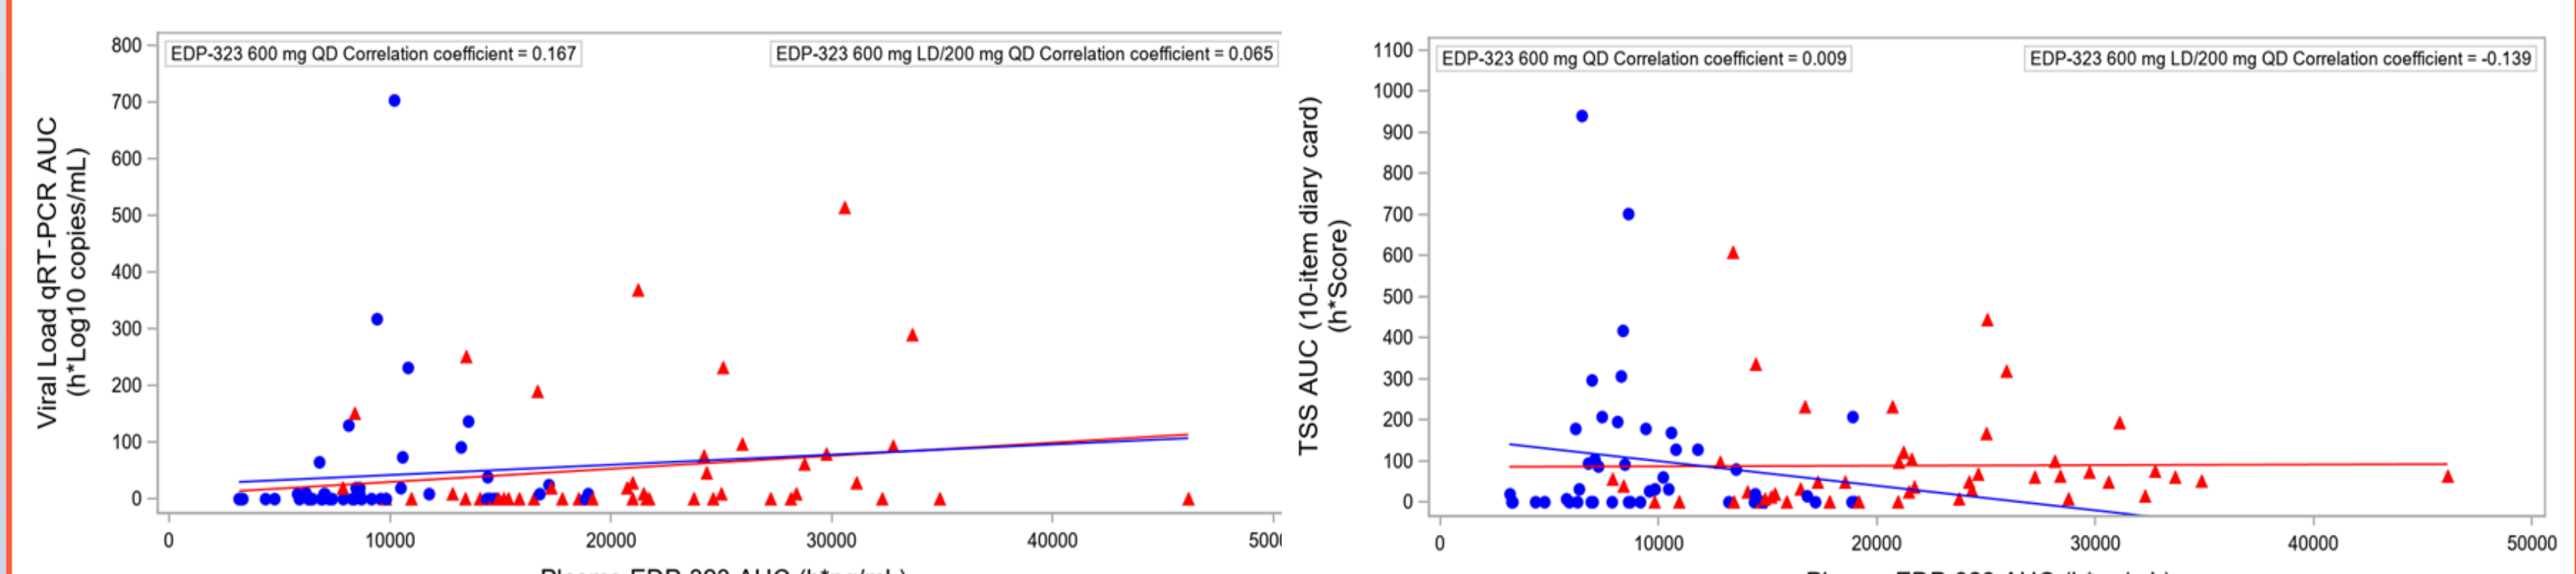 EDP-323 600 mg QD Correlation coefficient = 0.167
EDP-323 600 mg LD/200 mg QD Correlation coefficient = 0.065
Viral Load qRT-PCR AUC
(h*Log10 copies/mL)
800
700
600
500
400
300
200
100
0
0 10000 20000 30000 40000
EDP-323 600 mg QD Correlation coefficient = 0.009
EDP-323 600 mg LD/200 mg QD Correlation coefficient = -0.139
TSS AUC (10-item diary card)
(h*Score)
1100
1000
900
800
700
600
500
400
300
200
100
0
0 10000 20000 30000 40000 50000